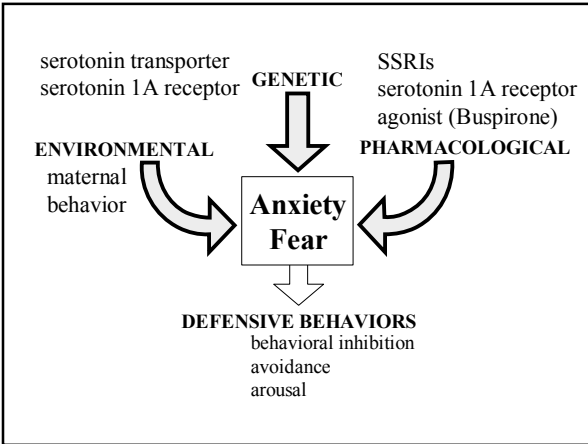 serotonin transporter
serotonin 1A receptor
GENETIC
SSRIs
serotonin 1A receptor
agonist (Buspirone)
PHARMACOLOGICAL
ENVIRONMENTAL
maternal
behavior
Anxiety
Fear
DEFENSIVE BEHAVIORS
behavioral inhibition
avoidance
arousal